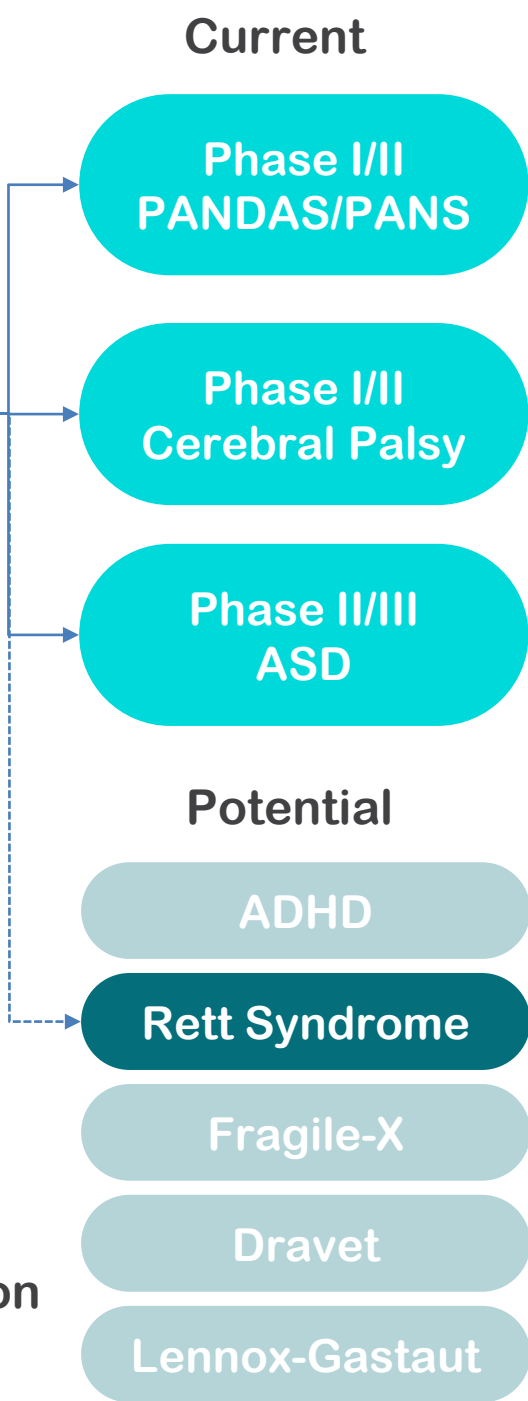 Current
Phase I/II
PANDAS/PANS
Phase I/II
Cerebral Palsy
Phase II/III
ASD
Potential
ADHD
Rett Syndrome
Fragile-X
Dravet
on
Lennox-Gastaut